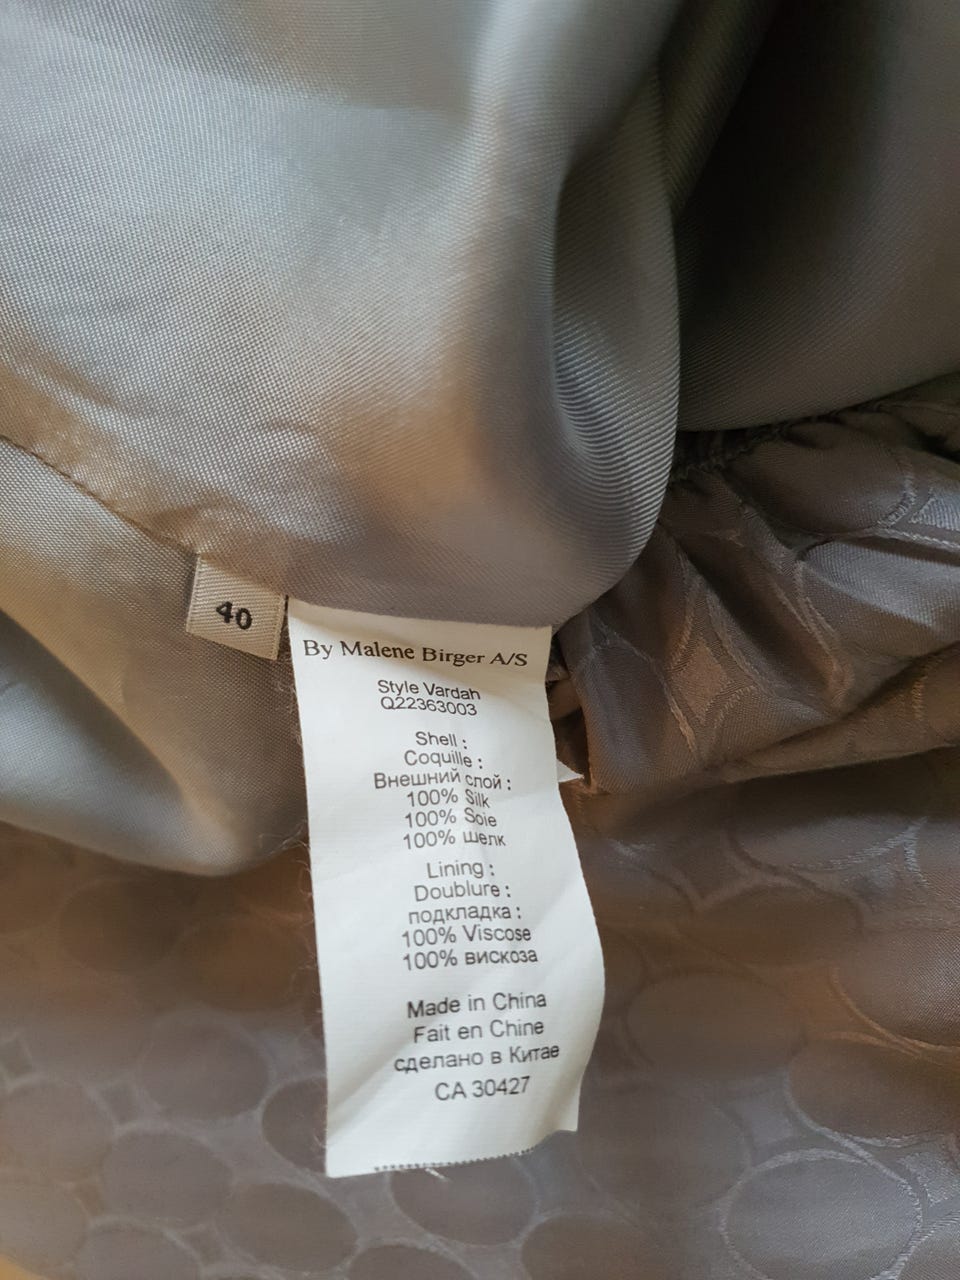 40
By Malene Birger A/S
Style Vardah
Q22363003
Shell :
Coquille :
Внешний слой :
100% Silk
100% Soie
100% шелк
Lining :
Doublure :
подкладка :
100% Viscose
100% вискоза
Made in China
Fait en Chine
сделано в Китае
CA 30427